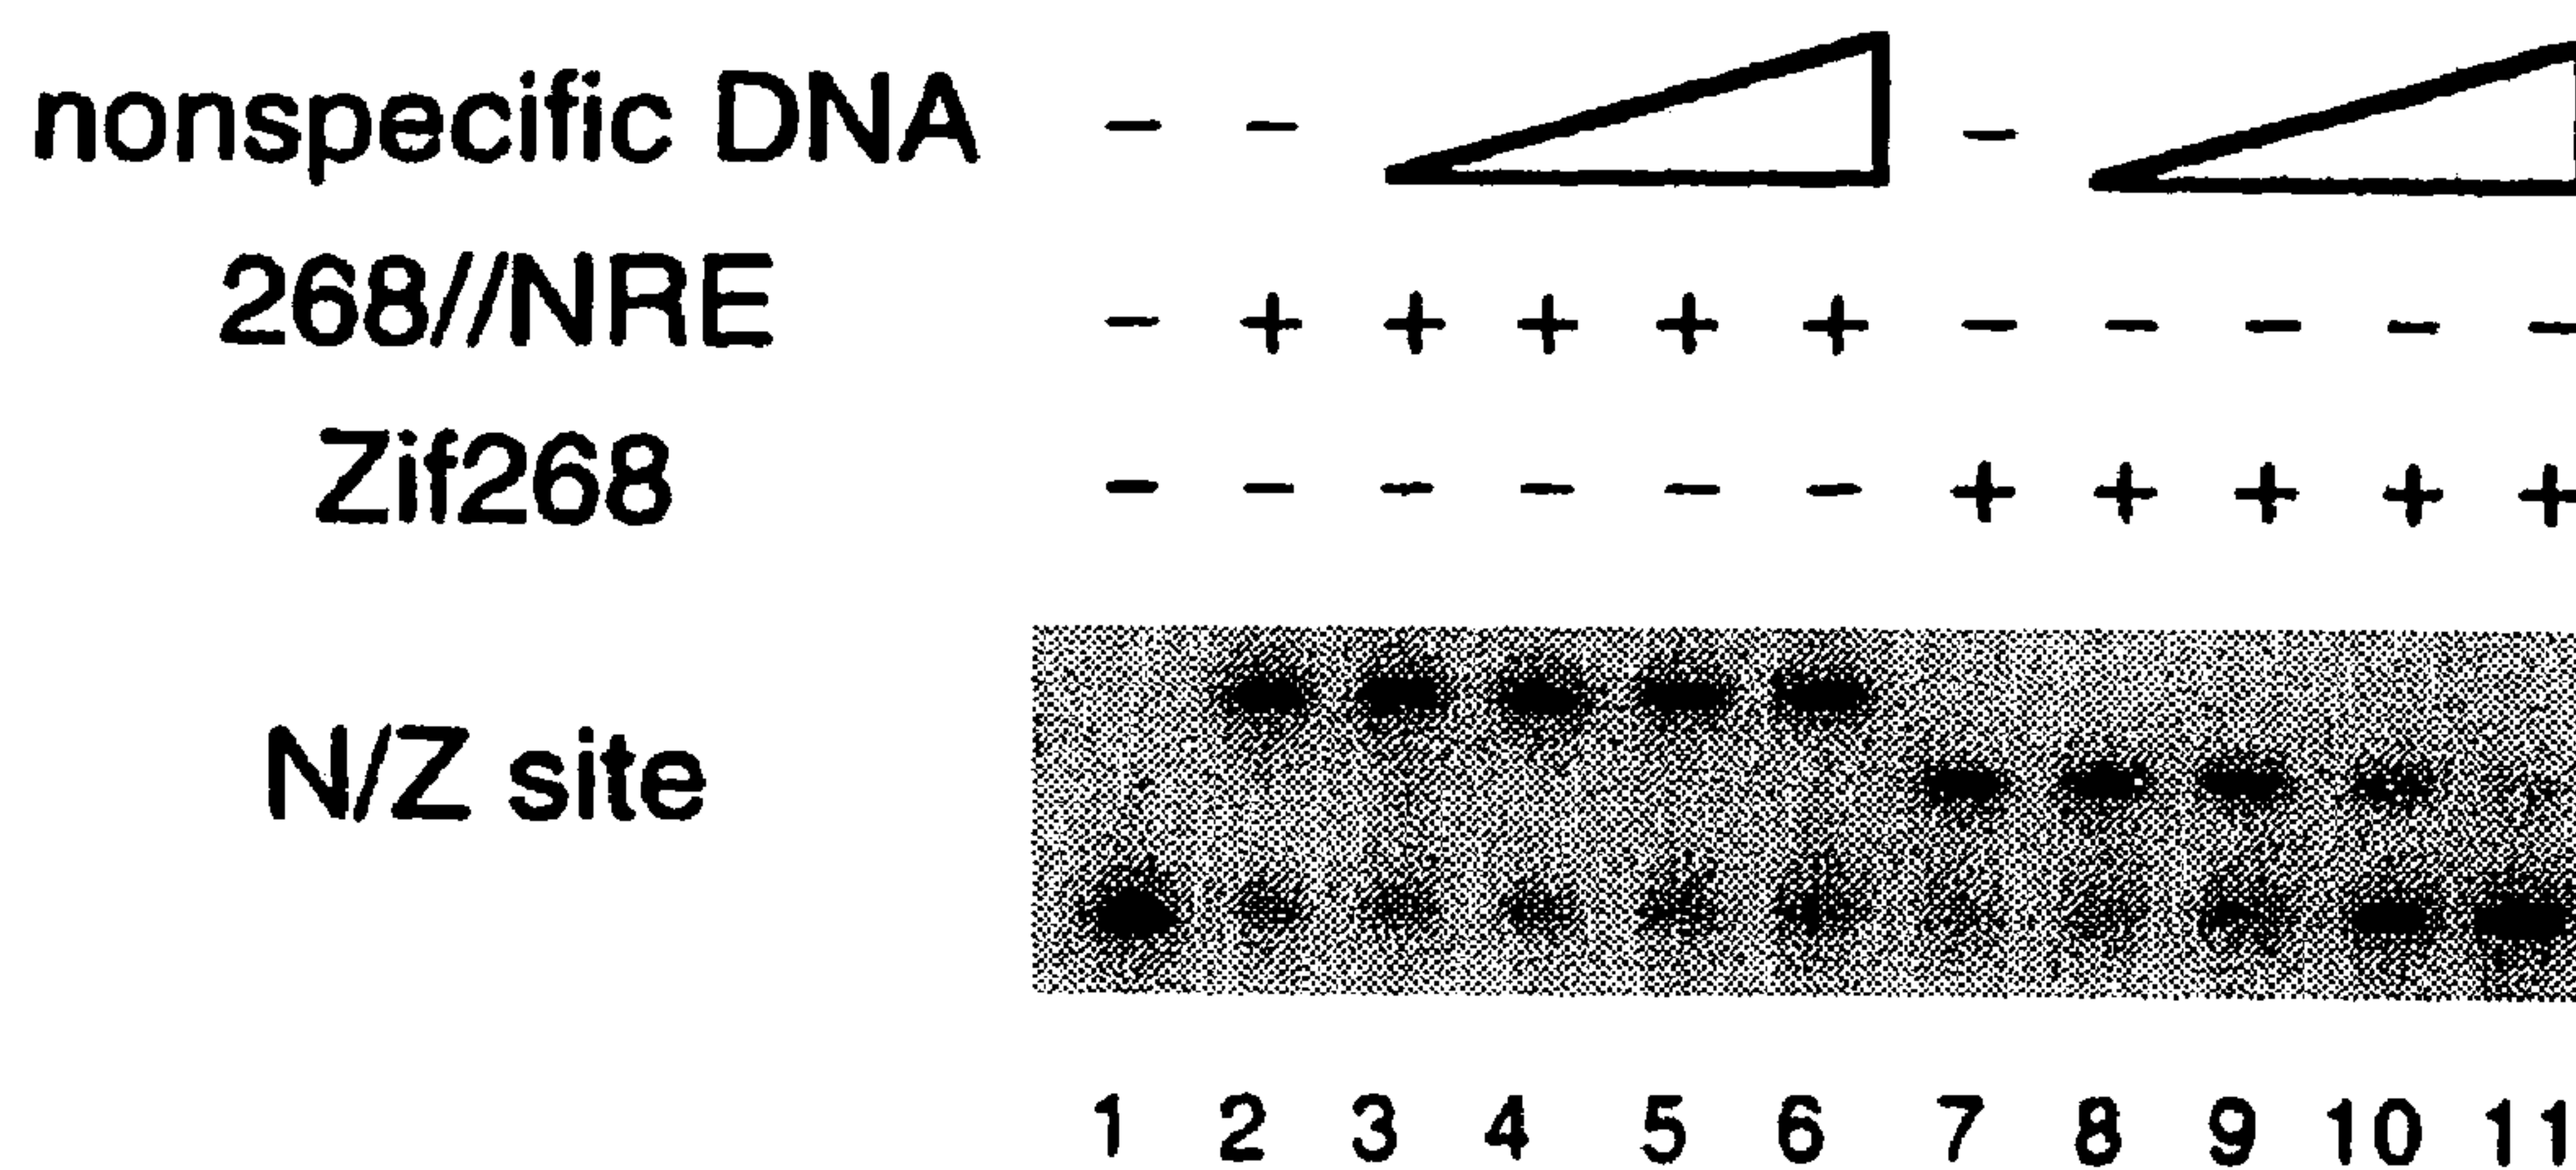 nonspecific DNA – – –
268//NRE – + + + + + – – – – –
Zif268 – – – – – – + + + + +
N/Z site
1 2 3 4 5 6 7 8 9 10 11